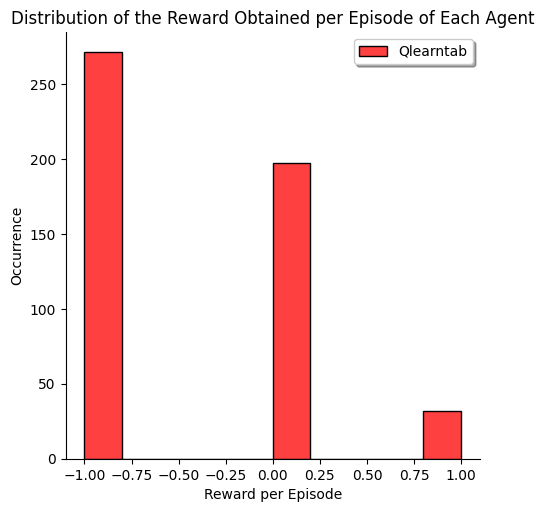 Distribution of the Reward Obtained per Episode of Each Agent
Qlearntab
250
200
150
100
50
0
Occurrence
−1.00 −0.75 −0.50 −0.25 0.00 0.25 0.50 0.75 1.00
Reward per Episode